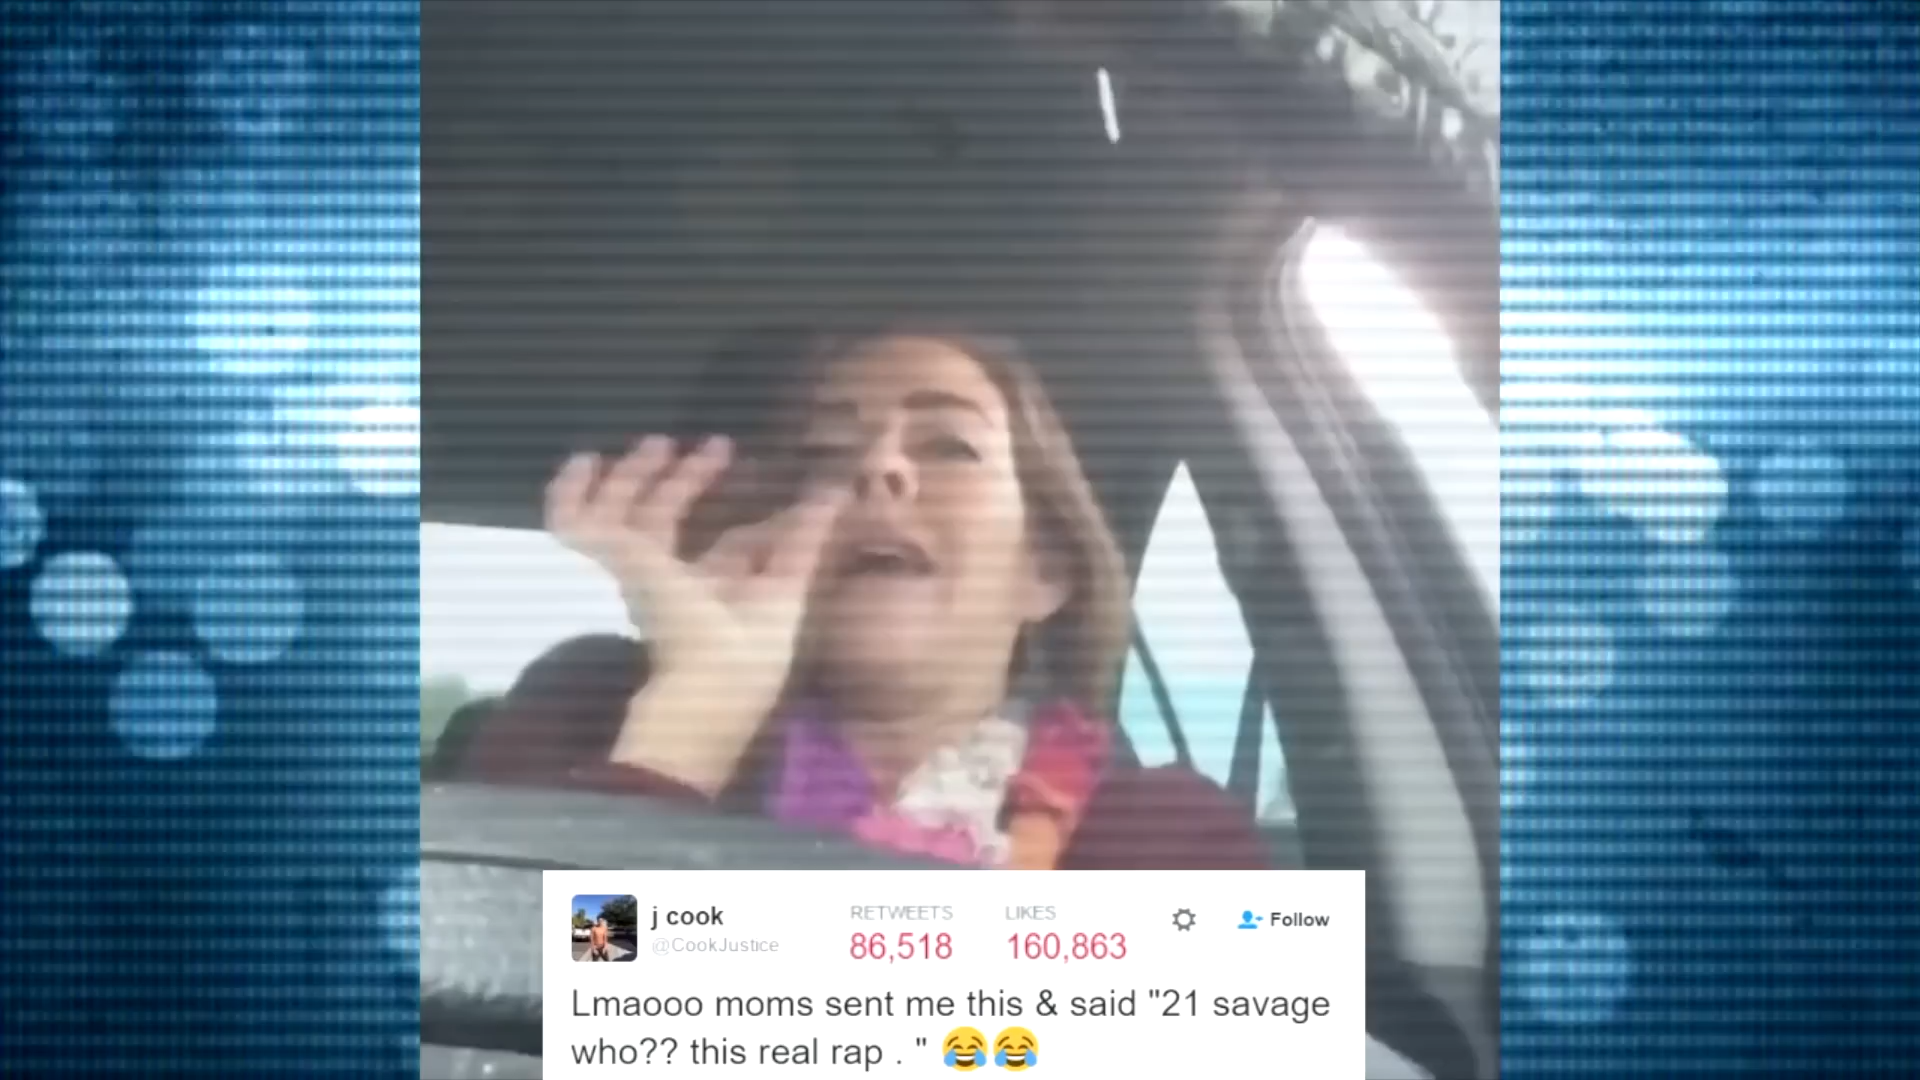 j cook
@CookJustice
RETWEETS
86,518
LIKES
160,863
Follow
Lmaooo moms sent me this & said "21 savage
who?? this real rap . " 😂😂